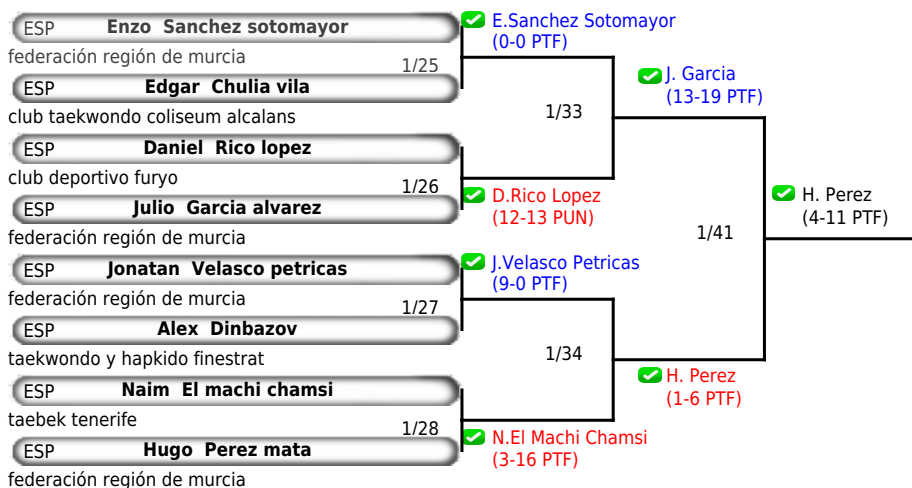 ESP Enzo Sanchez sotomayor
federación región de murcia
1/25
ESP Edgar Chulia vila
club taekwondo coliseum alcalans
ESP Daniel Rico lopez
club deportivo furyo
1/26
ESP Julio Garcia alvarez
federación región de murcia
ESP Jonatan Velasco petricas
federación región de murcia
1/27
ESP Alex Dinbazov
taekwondo y hapkido finestrat
ESP Naim El machi chamsi
taebek tenerife
1/28
ESP Hugo Perez mata
federación región de murcia
E.Sanchez Sotomayor
(0-0 PTF)
1/33
D.Rico Lopez
(12-13 PUN)
J.Velasco Petricas
(9-0 PTF)
1/34
N.El Machi Chamsi
(3-16 PTF)
J. Garcia
(13-19 PTF)
1/41
H. Perez
(1-6 PTF)
H. Perez
(4-11 PTF)